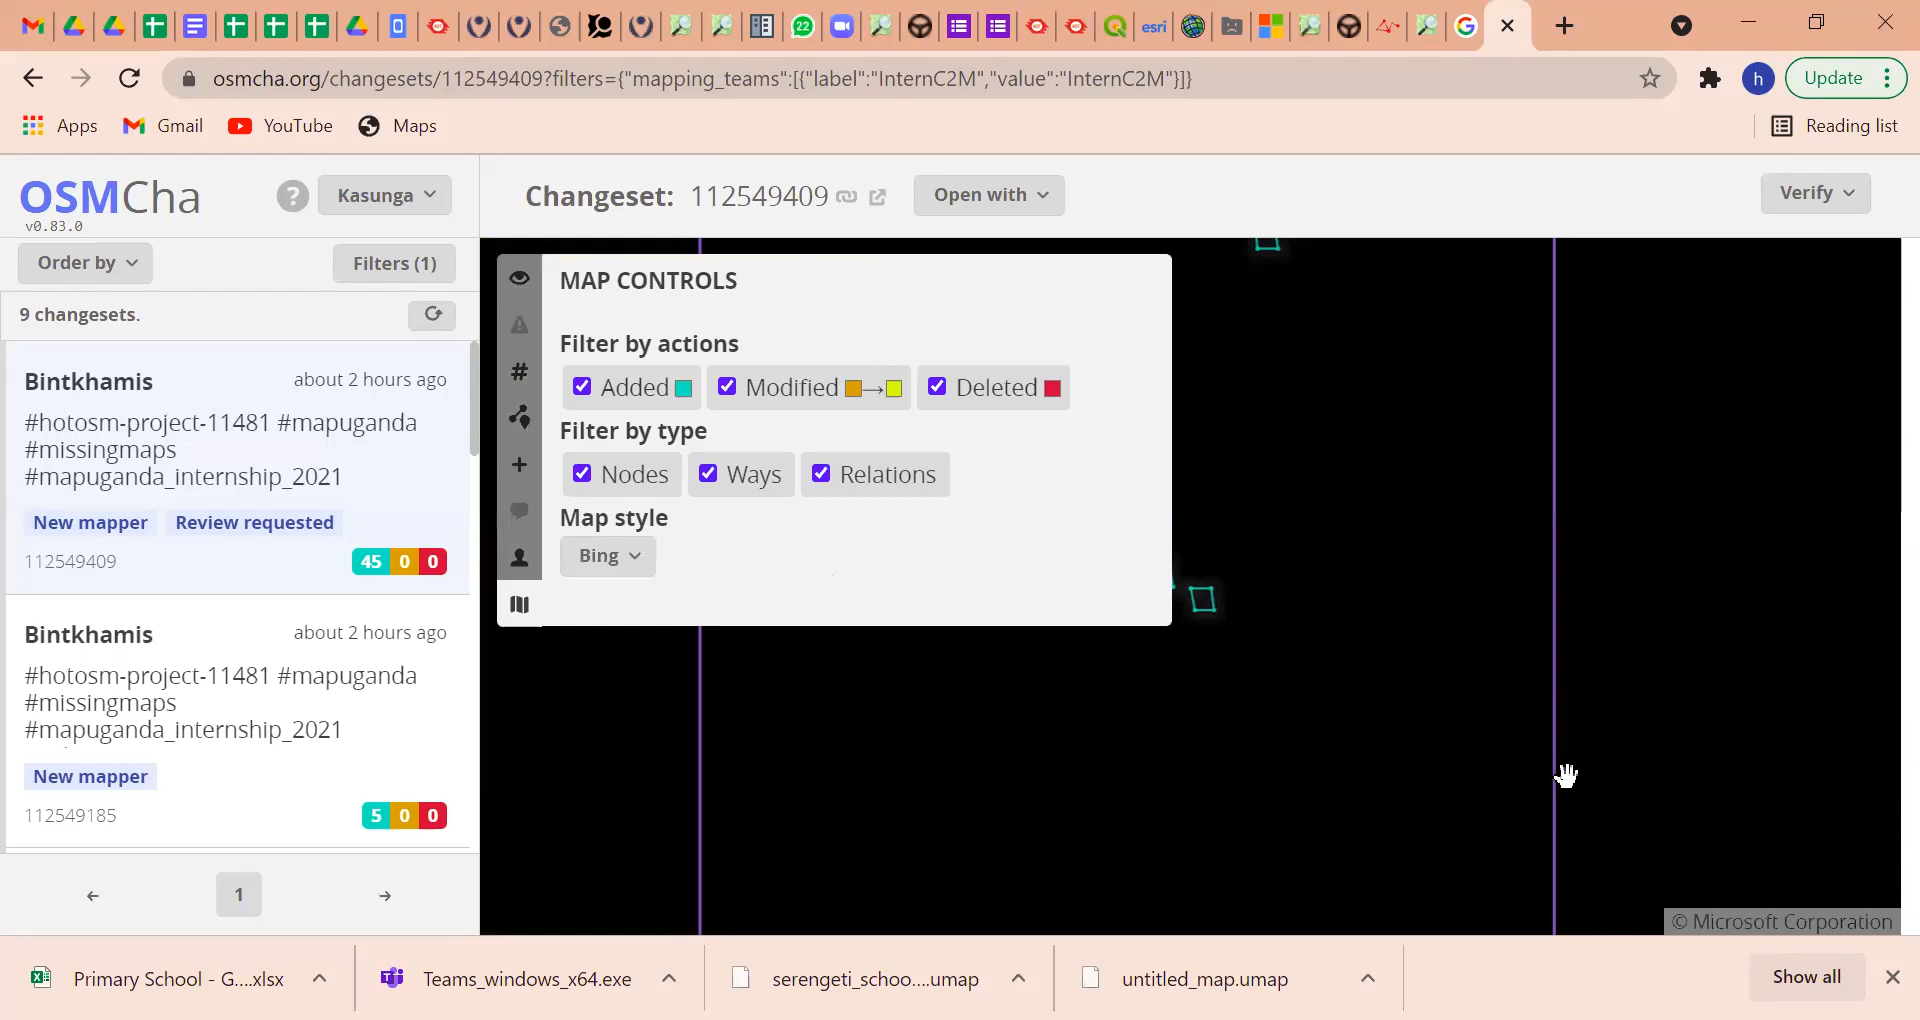 22
esri
osmcha.org/changesets/112549409?filters={"mapping_teams":[{"label":"InternC2M","value":"InternC2M"}]}
h
Update
Apps
Gmail
YouTube
Maps
Reading list
OSMCha
v0.83.0
?
Kasunga
Changeset: 112549409
Open with
Verify
Order by
Filters (1)
9 changesets.
Bintkhamis
about 2 hours ago
#hotosm-project-11481 #mapuganda
#missingmaps
#mapuganda_internship_2021
New mapper
Review requested
112549409
45 0 0
Bintkhamis
about 2 hours ago
#hotosm-project-11481 #mapuganda
#missingmaps
#mapuganda_internship_2021
New mapper
112549185
5 0 0
1
MAP CONTROLS
Filter by actions
Added
Modified
Deleted
Filter by type
Nodes
Ways
Relations
Map style
Bing
© Microsoft Corporation
Primary School - G....xlsx
Teams_windows_x64.exe
serengeti_schoo....umap
untitled_map.umap
Show all